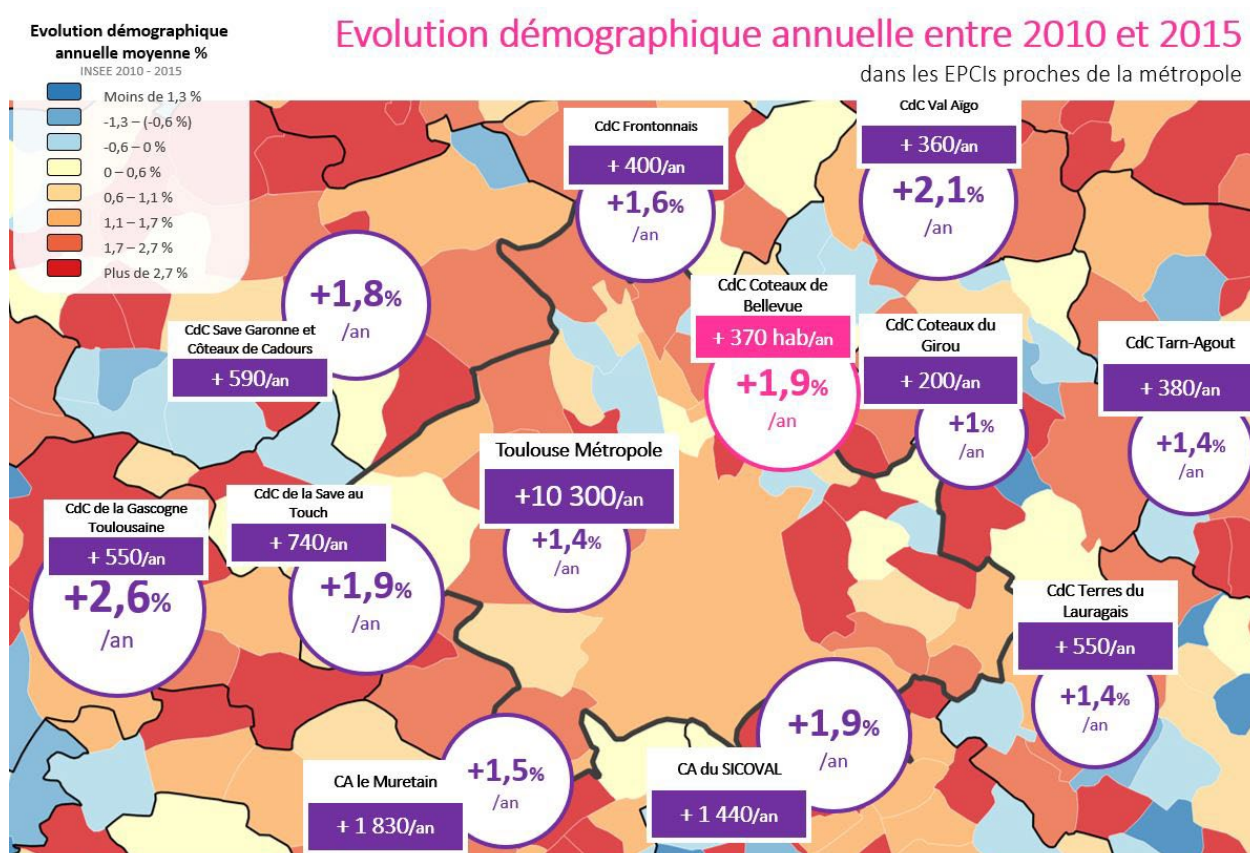 Evolution démographique annuelle entre 2010 et 2015
dans les EPCIs proches de la métropole
Evolution démographique
annuelle moyenne %
INSEE 2010 - 2015
Moins de 1,3 %
-1,3 – (-0,6 %)
-0,6 – 0 %
0 – 0,6 %
0,6 – 1,1 %
1,1 – 1,7 %
1,7 – 2,7 %
Plus de 2,7 %
CdC Frontonnais
+ 400/an
+1,6%
/an
CdC Val Aïgo
+ 360/an
+2,1%
/an
+1,8%
/an
CdC Save Garonne et
Côteaux de Cadours
+ 590/an
CdC Coteaux de
Bellevue
+ 370 hab/an
+1,9%
/an
CdC Coteaux du
Girou
+ 200/an
+1%
/an
CdC Tarn-Agout
+ 380/an
+1,4%
/an
Toulouse Métropole
+10 300/an
+1,4%
/an
CdC de la Gascogne
Toulousaine
+ 550/an
+2,6%
/an
CdC de la Save au
Touch
+ 740/an
+1,9%
/an
CdC Terres du
Lauragais
+ 550/an
+1,4%
/an
CA le Muretain
+ 1 830/an
+1,5%
/an
CA du SICOVAL
+ 1 440/an
+1,9%
/an